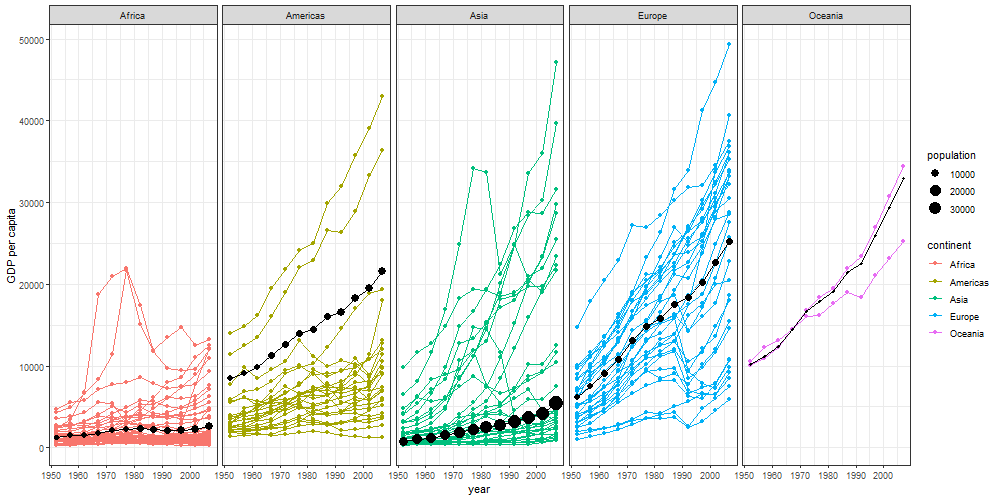 Africa Americas Asia Europe Oceania
50000
40000
30000
20000
10000
0
GDP per capita
1950 1960 1970 1980 1990 2000 1950 1960 1970 1980 1990 2000 1950 1960 1970 1980 1990 2000 1950 1960 1970 1980 1990 2000 1950 1960 1970 1980 1990 2000
year
population
10000
20000
30000
continent
Africa
Americas
Asia
Europe
Oceania